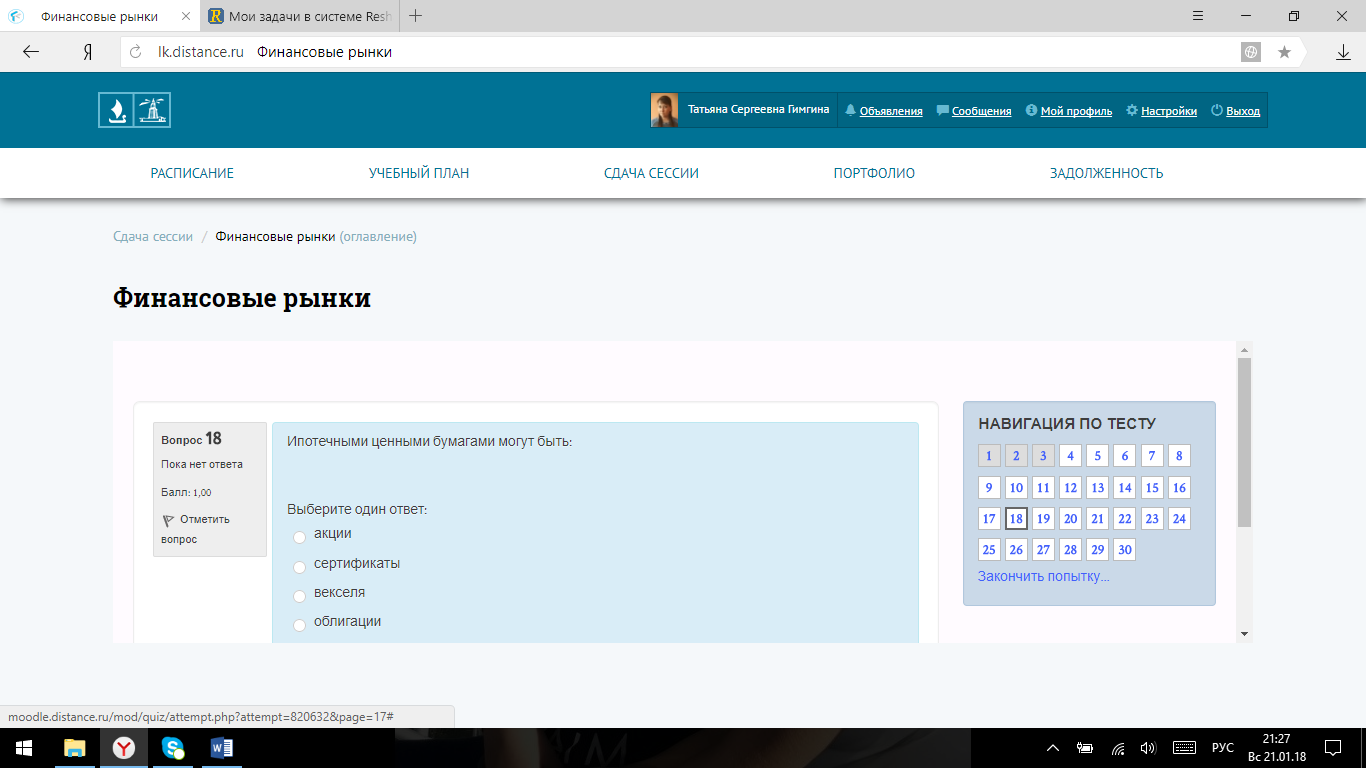 Финансовые рынки
Мои задачи в системе Resh
lk.distance.ru Финансовые рынки
Татьяна Сергеевна Гимгина Объявления Сообщения Мой профиль Настройки Выход
РАСПИСАНИЕ УЧЕБНЫЙ ПЛАН СДАЧА СЕССИИ ПОРТФОЛИО ЗАДОЛЖЕННОСТЬ
Сдача сессии / Финансовые рынки (оглавление)
Финансовые рынки
Вопрос 18
Пока нет ответа
Балл: 1,00
Отметить
вопрос
Ипотечными ценными бумагами могут быть:
Выберите один ответ:
акции
сертификаты
векселя
облигации
НАВИГАЦИЯ ПО ТЕСТУ
1 2 3 4 5 6 7 8
9 10 11 12 13 14 15 16
17 18 19 20 21 22 23 24
25 26 27 28 29 30
Закончить попытку...
moodle.distance.ru/mod/quiz/attempt.php?attempt=820632&page=17#
РУС
21:27
Вс 21.01.18